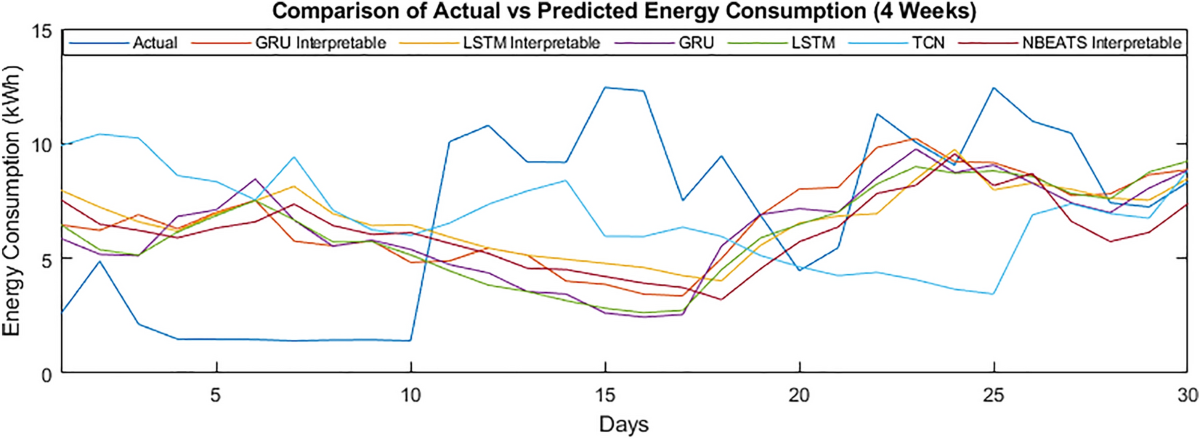 Comparison of Actual vs Predicted Energy Consumption (4 Weeks)
Actual GRU Interpretable LSTM Interpretable GRU LSTM TCN NBEATS Interpretable
Energy Consumption (kWh)
15
10
5
0
5 10 15 20 25 30
Days